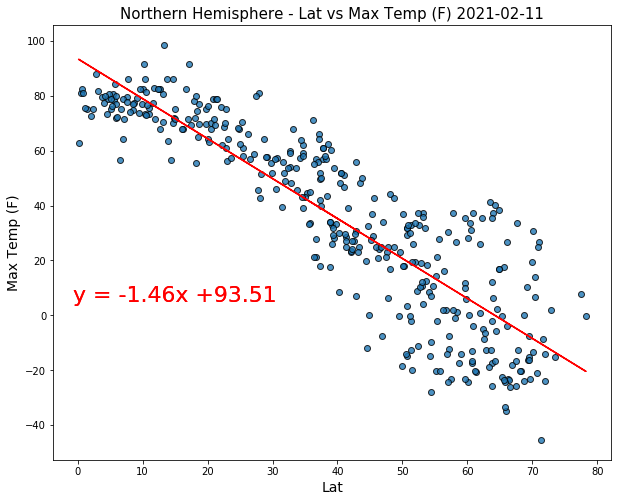 Northern Hemisphere - Lat vs Max Temp (F) 2021-02-11
100
80
60
40
20
0
−20
−40
Max Temp (F)
y = -1.46x +93.51
0 10 20 30 40 50 60 70 80
Lat